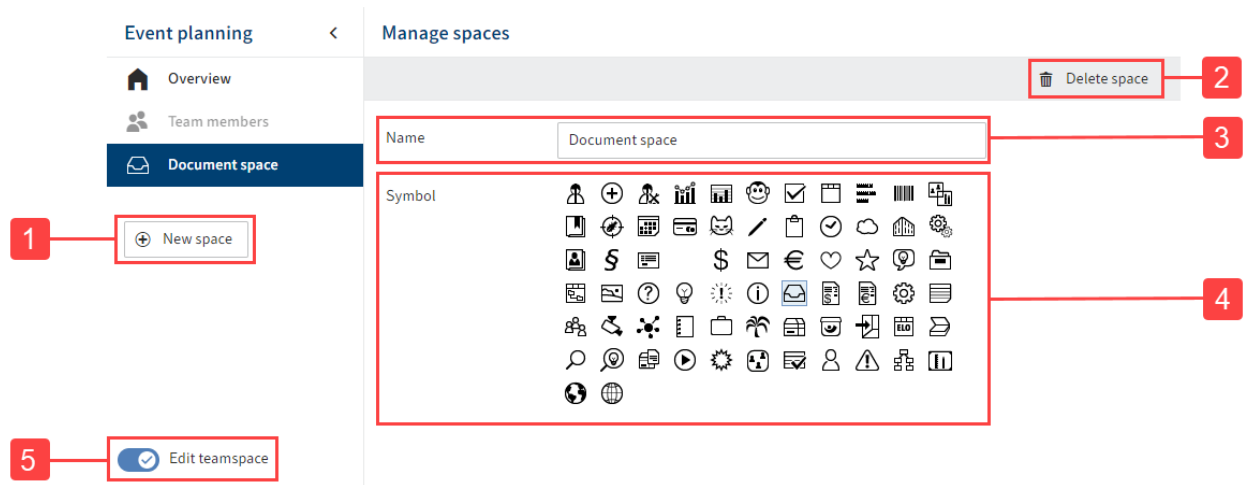 Event planning
Manage spaces
Overview
Delete space
2
Team members
Name
Document space
3
Document space
Symbol
1
New space
4
ELO
5
Edit teamspace